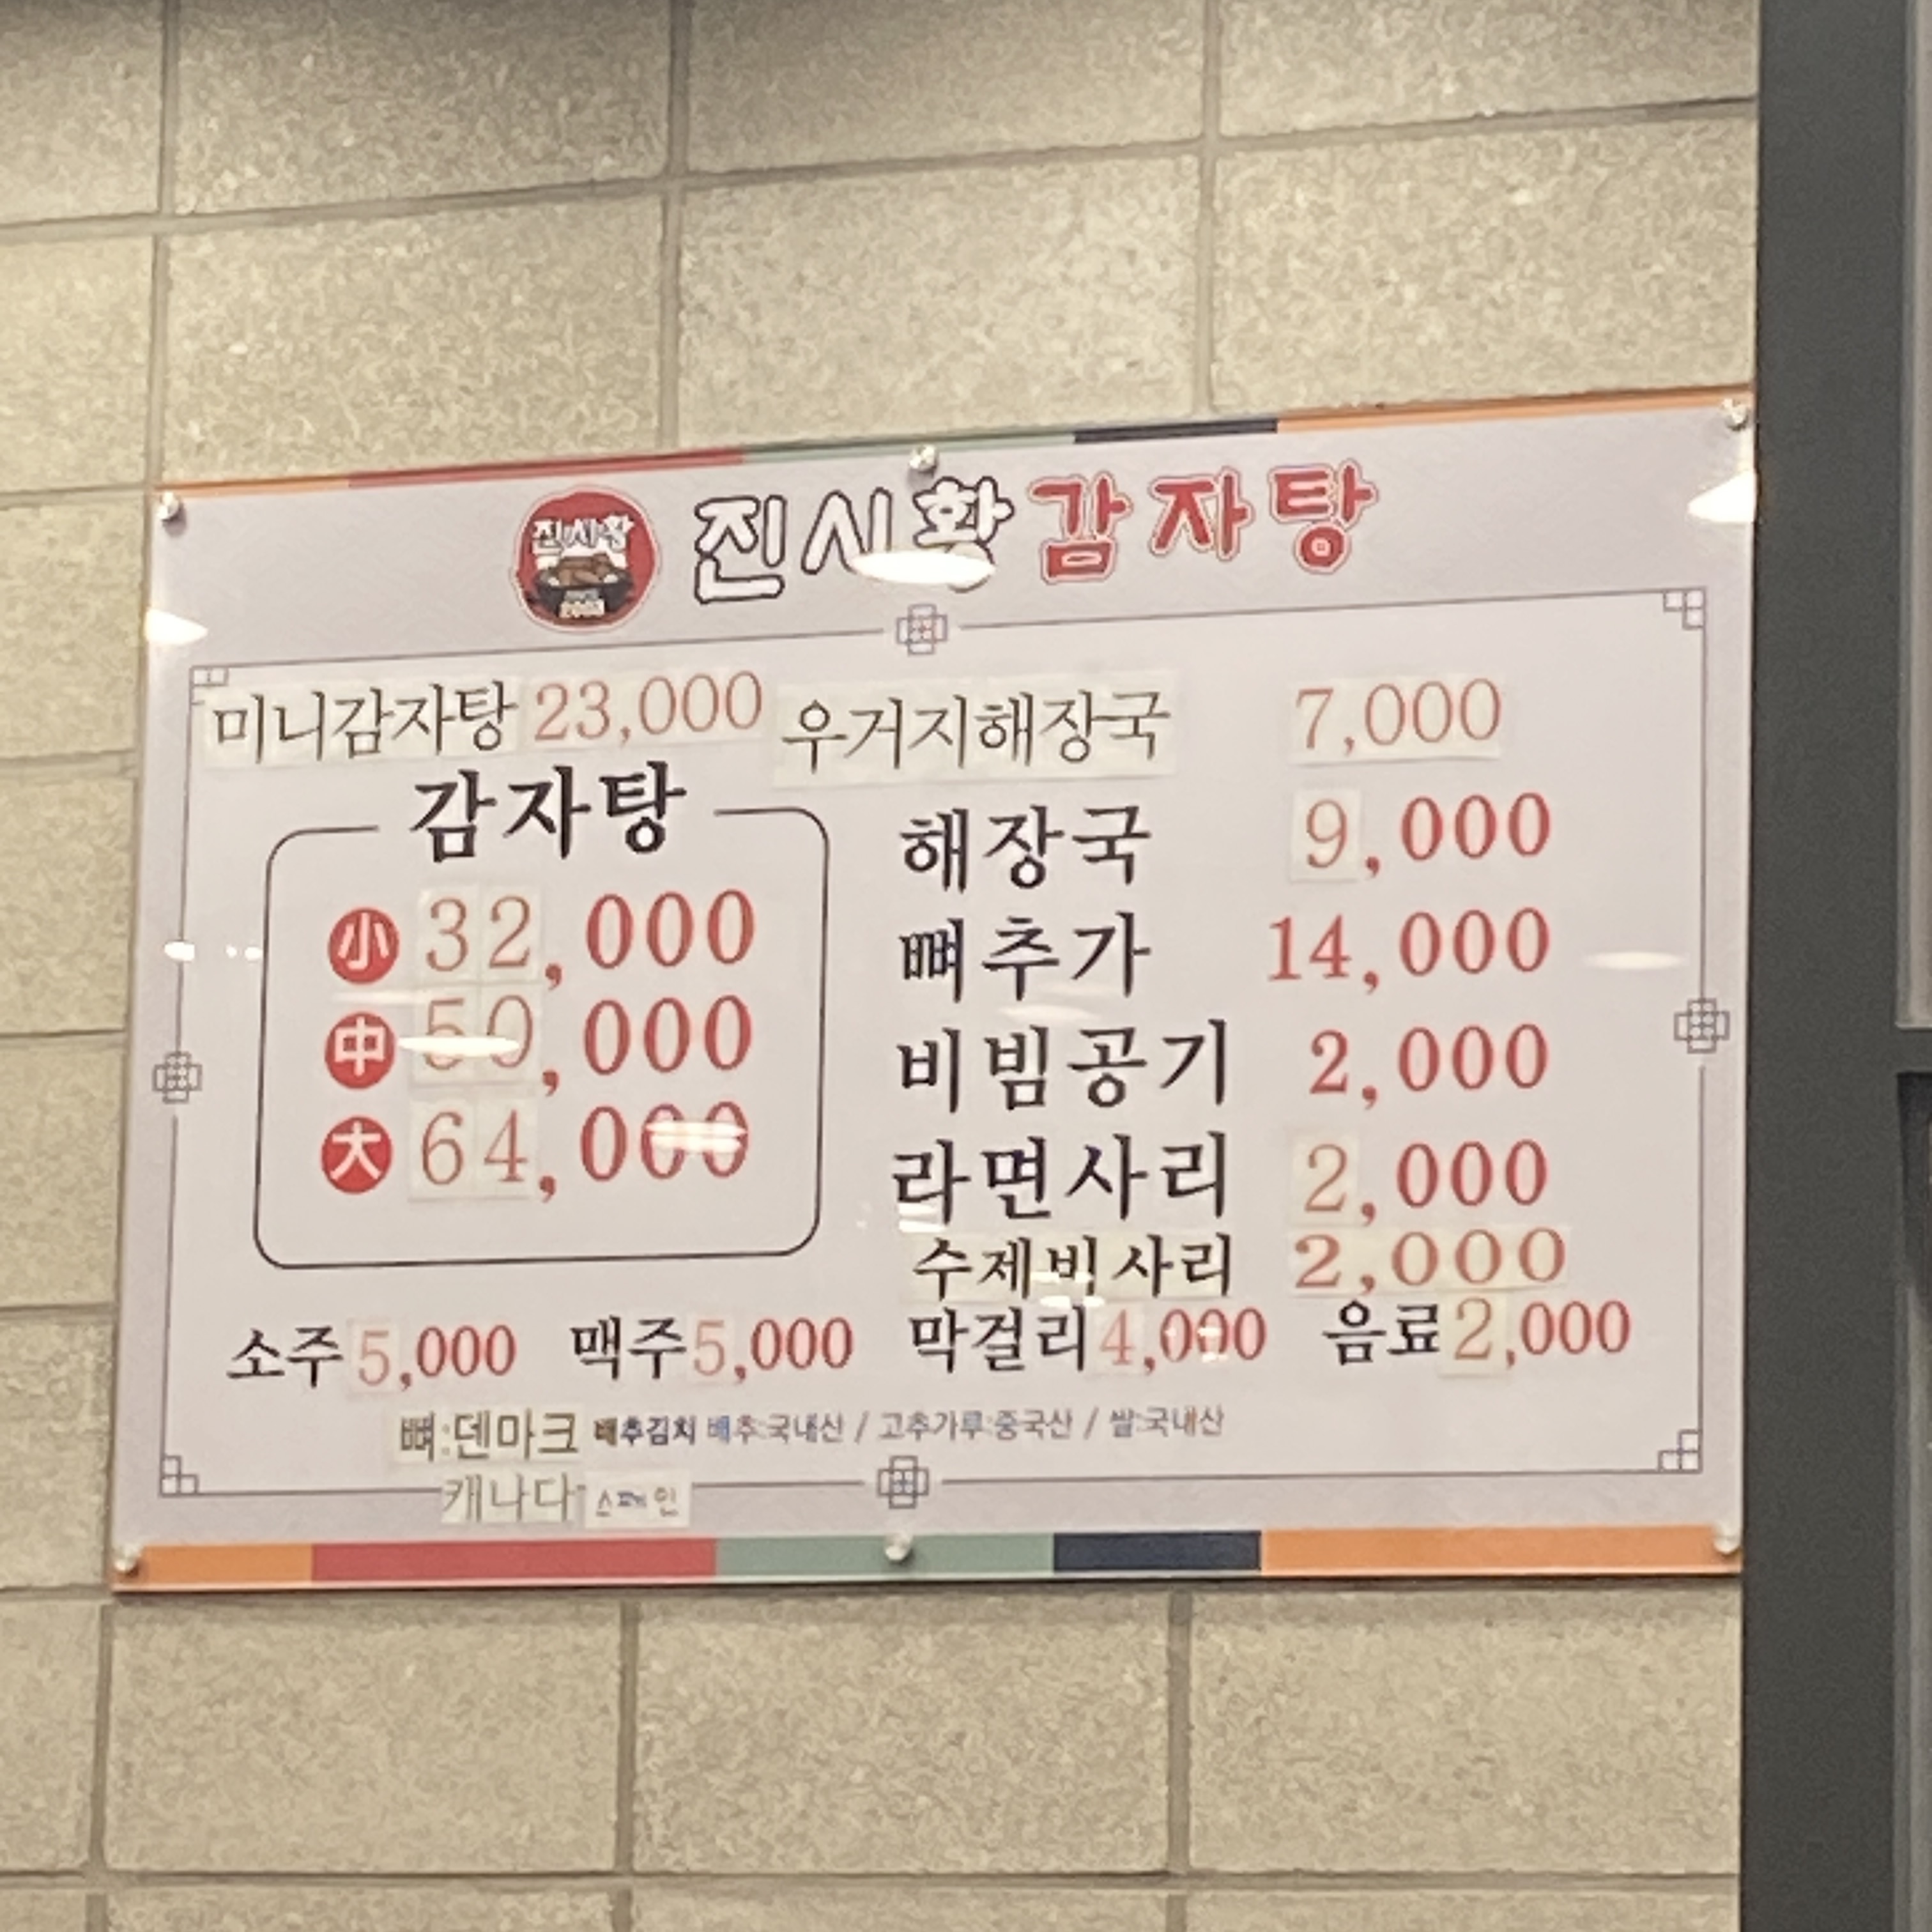 진시황
진시황감자탕
미니감자탕 23,000
감자탕
小 32,000
中 50,000
大 64,000
우거지해장국 7,000
해장국 9,000
뼈추가 14,000
비빔공기 2,000
라면사리 2,000
수제비사리 2,000
소주 5,000 맥주 5,000 막걸리 4,000 음료 2,000
뼈:덴마크 배추김치 배추:국내산 / 고추가루:중국산 / 쌀:국내산
캐나다 스페인